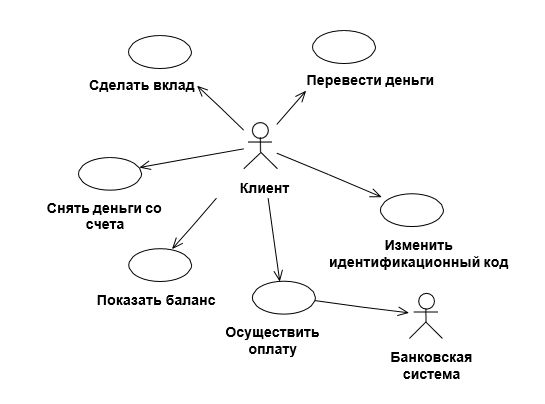 Сделать вклад
Перевести деньги
Клиент
Снять деньги со
счета
Изменить
идентификационный код
Показать баланс
Осуществить
оплату
Банковская
система